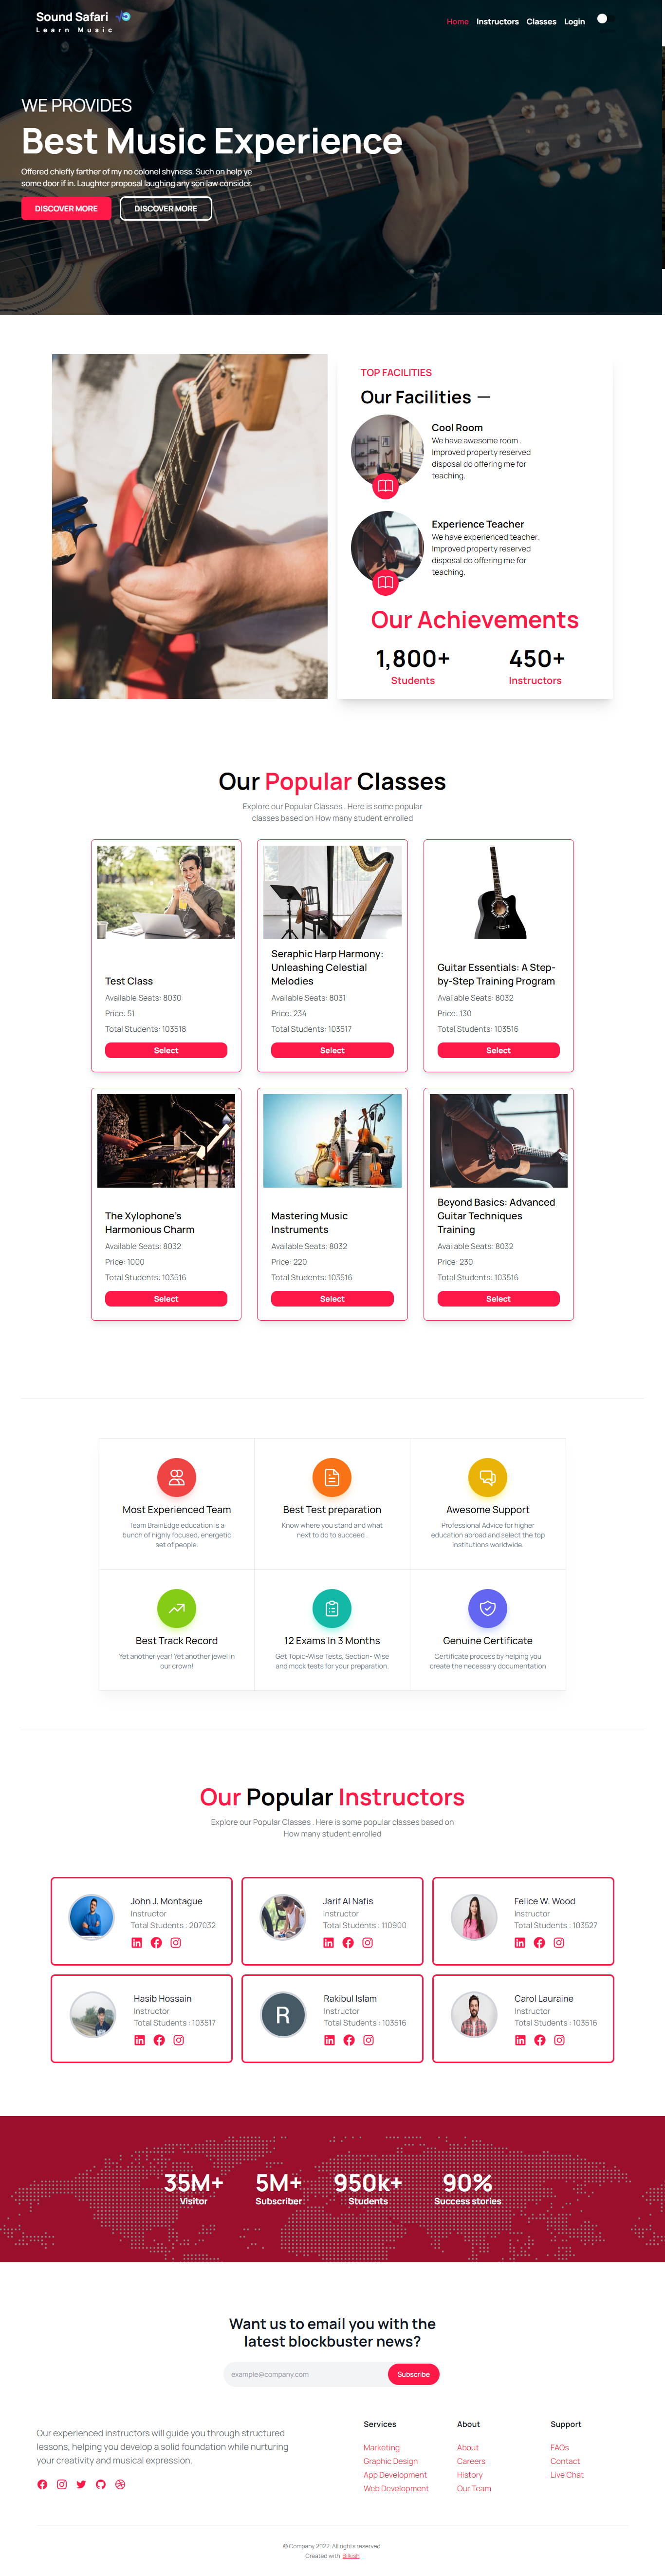 Sound Safari
Learn Music
Home Instructors Classes Login
WE PROVIDES
Best Music Experience
Offered chiefly farther of my no colonel shyness. Such on help ye
some door if in. Laughter proposal laughing any son law consider.
DISCOVER MORE DISCOVER MORE
TOP FACILITIES
Our Facilities —
Cool Room
We have awesome room .
Improved property reserved
disposal do offering me for
teaching.
Experience Teacher
We have experienced teacher.
Improved property reserved
disposal do offering me for
teaching.
Our Achievements
1,800+
Students
450+
Instructors
Our Popular Classes
Explore our Popular Classes . Here is some popular
classes based on How many student enrolled
Test Class
Available Seats: 8030
Price: 51
Total Students: 103518
Select
Seraphic Harp Harmony:
Unleashing Celestial
Melodies
Available Seats: 8031
Price: 234
Total Students: 103517
Select
Guitar Essentials: A Step-
by-Step Training Program
Available Seats: 8032
Price: 130
Total Students: 103516
Select
The Xylophone's
Harmonious Charm
Available Seats: 8032
Price: 1000
Total Students: 103516
Select
Mastering Music
Instruments
Available Seats: 8032
Price: 220
Total Students: 103516
Select
Beyond Basics: Advanced
Guitar Techniques
Training
Available Seats: 8032
Price: 230
Total Students: 103516
Select
Most Experienced Team
Team BrainEdge education is a
bunch of highly focused, energetic
set of people.
Best Test preparation
Know where you stand and what
next to do to succeed .
Awesome Support
Professional Advice for higher
education abroad and select the top
institutions worldwide.
Best Track Record
Yet another year! Yet another jewel in
our crown!
12 Exams In 3 Months
Get Topic-Wise Tests, Section- Wise
and mock tests for your preparation.
Genuine Certificate
Certificate process by helping you
create the necessary documentation
Our Popular Instructors
Explore our Popular Classes . Here is some popular classes based on
How many student enrolled
John J. Montague
Instructor
Total Students : 207032
Jarif Al Nafis
Instructor
Total Students : 110900
Felice W. Wood
Instructor
Total Students : 103527
Hasib Hossain
Instructor
Total Students : 103517
R
Rakibul Islam
Instructor
Total Students : 103516
Carol Lauraine
Instructor
Total Students : 103516
35M+
Visitor
5M+
Subscriber
950k+
Students
90%
Success stories
Want us to email you with the
latest blockbuster news?
example@company.com Subscribe
Our experienced instructors will guide you through structured
lessons, helping you develop a solid foundation while nurturing
your creativity and musical expression.
Services
Marketing
Graphic Design
App Development
Web Development
About
About
Careers
History
Our Team
Support
FAQs
Contact
Live Chat
© Company 2022. All rights reserved.
Created with